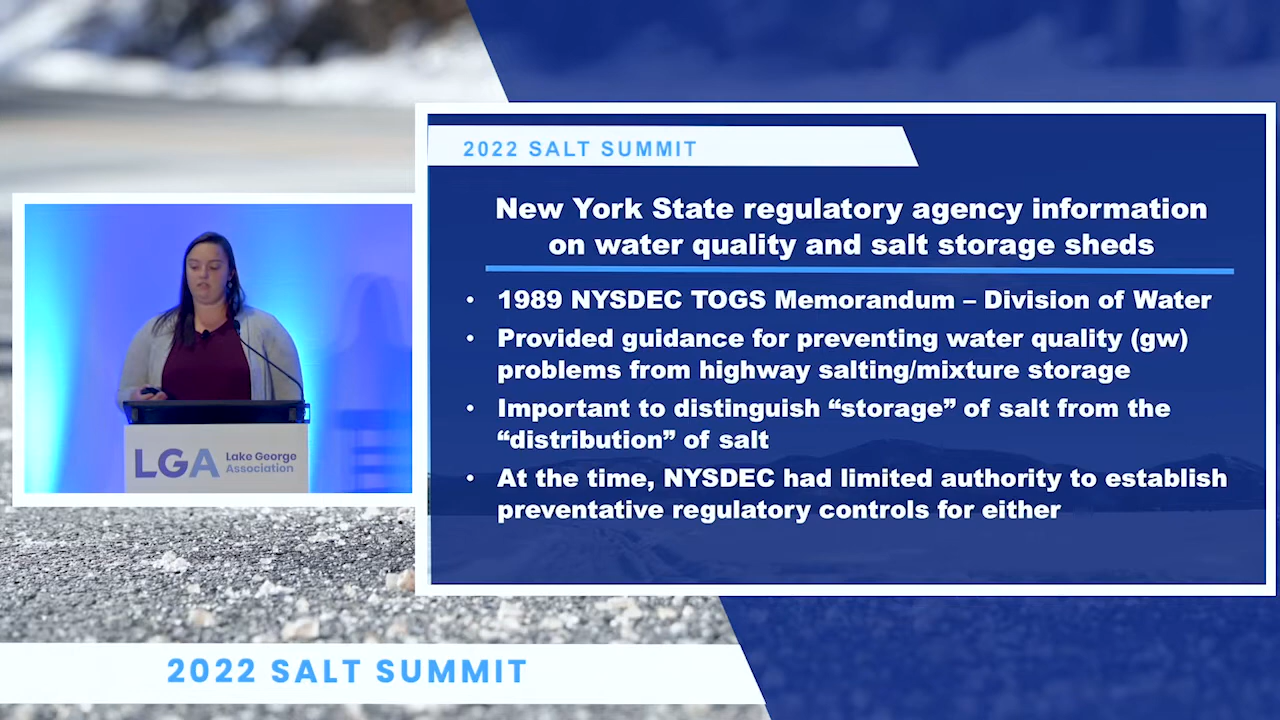 2022 SALT SUMMIT
New York State regulatory agency information
on water quality and salt storage sheds
• 1989 NYSDEC TOGS Memorandum – Division of Water
• Provided guidance for preventing water quality (gw)
problems from highway salting/mixture storage
• Important to distinguish “storage” of salt from the
“distribution” of salt
• At the time, NYSDEC had limited authority to establish
preventative regulatory controls for either
LGA
Lake George
Association
2022 SALT SUMMIT